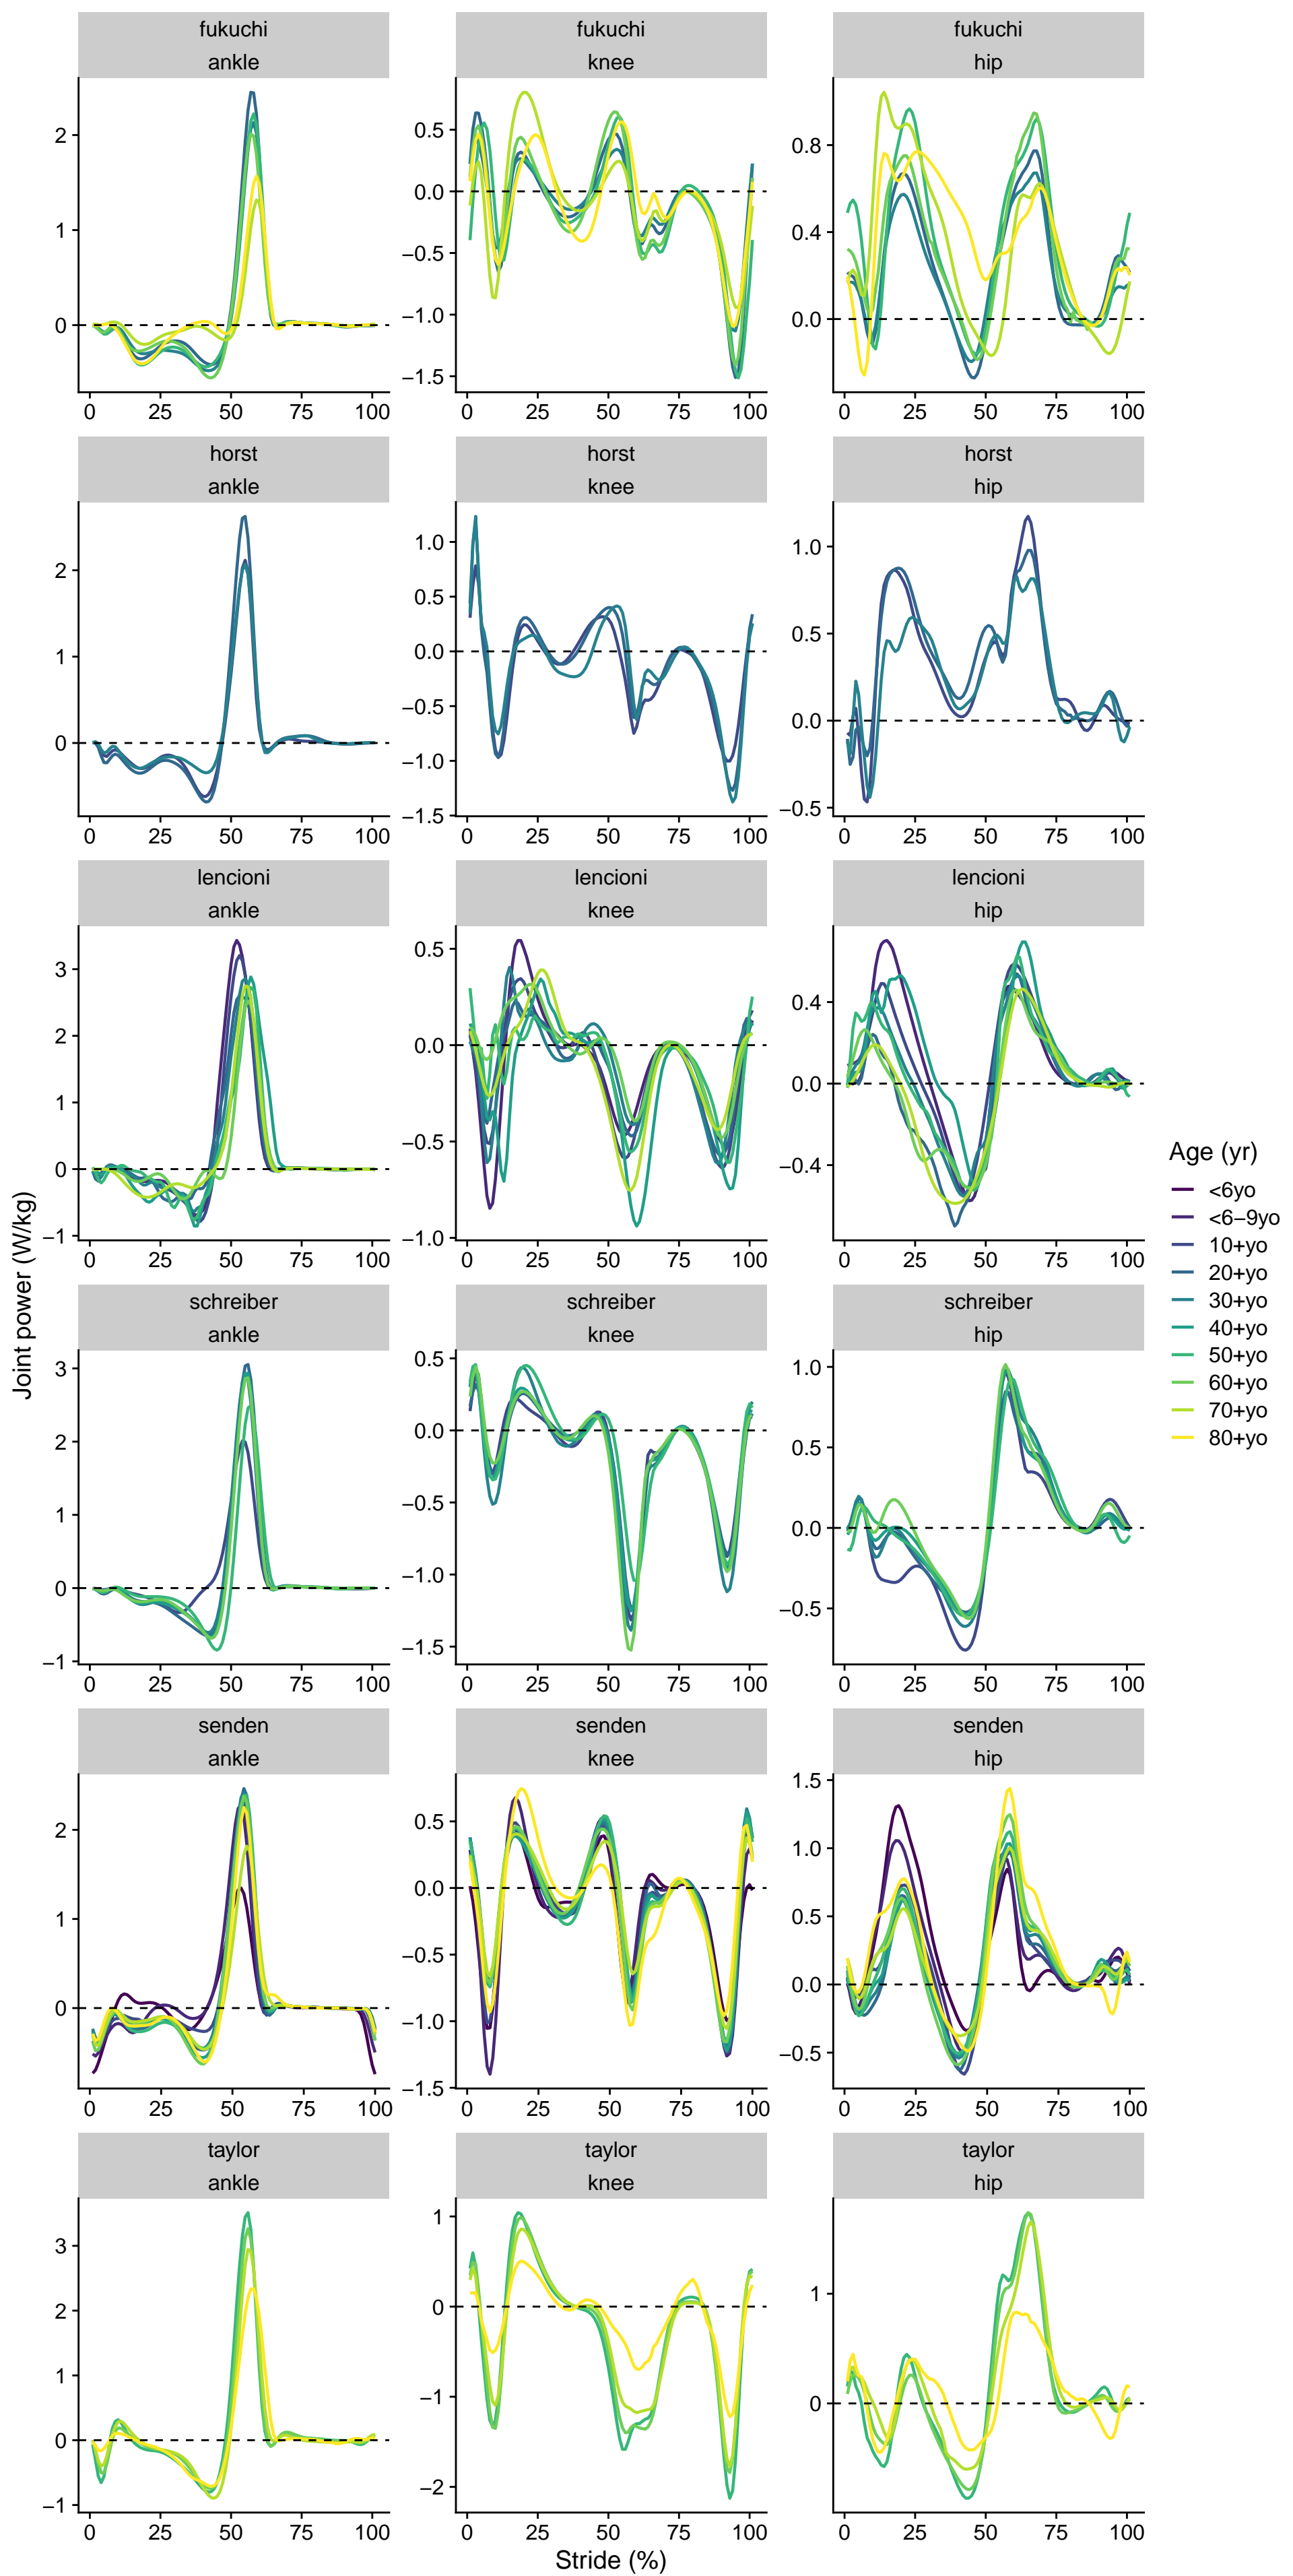 fukuchi
ankle
fukuchi
knee
fukuchi
hip
2
1
0
0.5
0.0
−0.5
−1.0
−1.5
0.8
0.4
0.0
0 25 50 75 100
0 25 50 75 100
0 25 50 75 100
horst
ankle
horst
knee
horst
hip
2
1
0
1.0
0.5
0.0
−0.5
−1.0
−1.5
1.0
0.5
0.0
−0.5
0 25 50 75 100
0 25 50 75 100
0 25 50 75 100
lencioni
ankle
lencioni
knee
lencioni
hip
3
2
1
0
−1
0.5
0.0
−0.5
−1.0
0.4
0.0
−0.4
0 25 50 75 100
0 25 50 75 100
0 25 50 75 100
schreiber
ankle
schreiber
knee
schreiber
hip
3
2
1
0
−1
0.5
0.0
−0.5
−1.0
−1.5
1.0
0.5
0.0
−0.5
0 25 50 75 100
0 25 50 75 100
0 25 50 75 100
senden
ankle
senden
knee
senden
hip
2
1
0
0.5
0.0
−0.5
−1.0
−1.5
1.5
1.0
0.5
0.0
−0.5
0 25 50 75 100
0 25 50 75 100
0 25 50 75 100
taylor
ankle
taylor
knee
taylor
hip
3
2
1
0
−1
1
0
−1
−2
1
0
0 25 50 75 100
0 25 50 75 100
0 25 50 75 100
Stride (%)
Joint power (W/kg)
Age (yr)
<6yo
<6−9yo
10+yo
20+yo
30+yo
40+yo
50+yo
60+yo
70+yo
80+yo